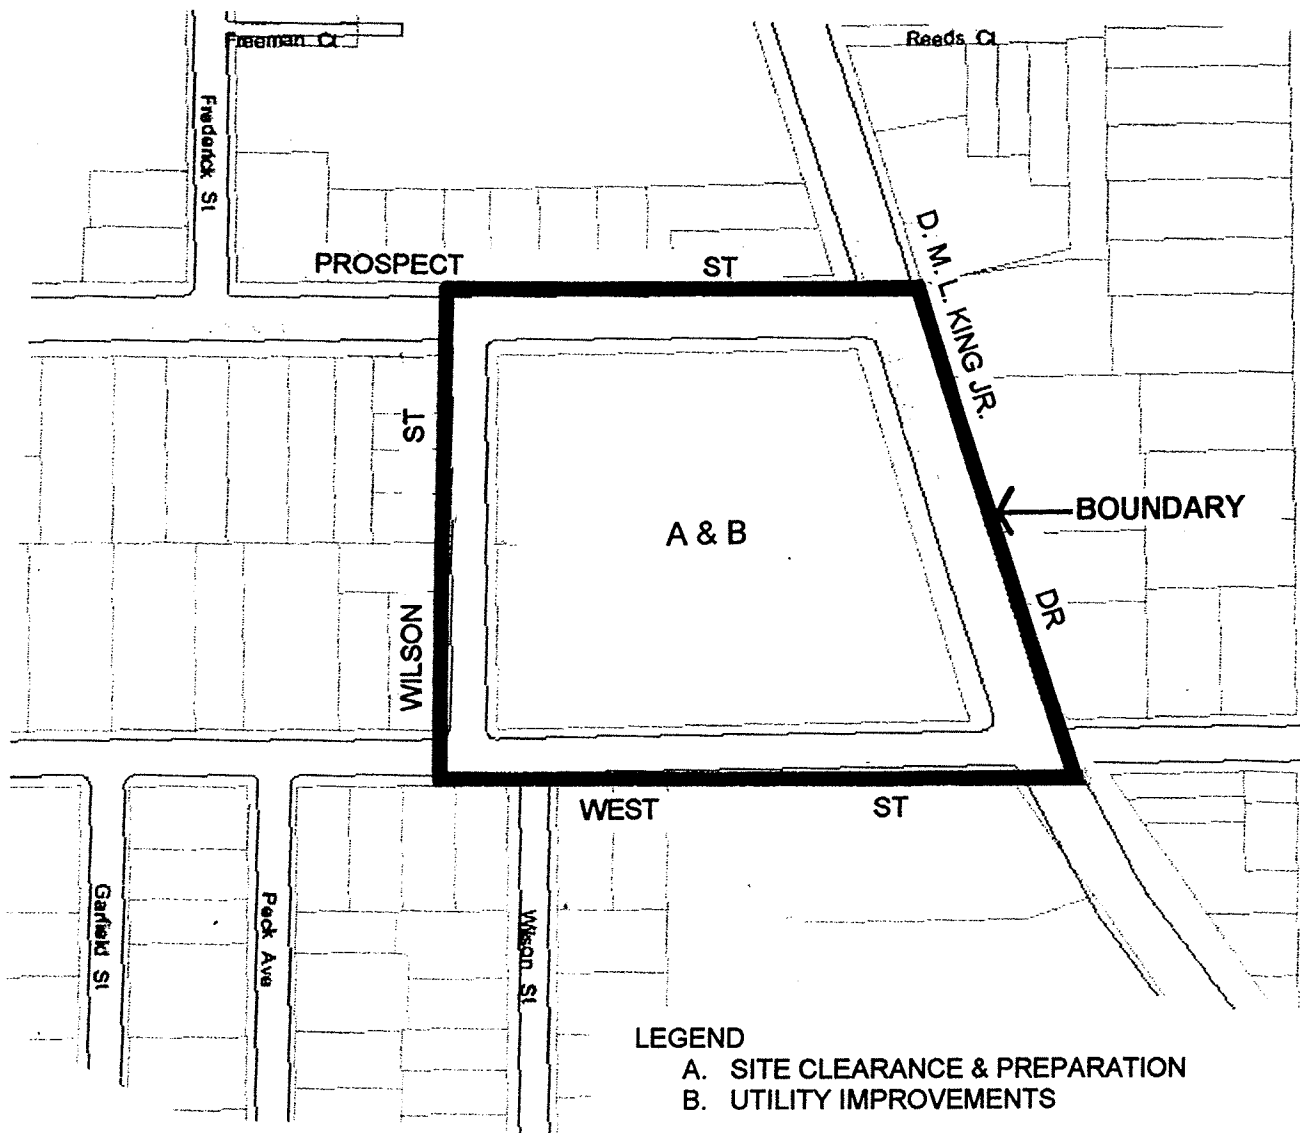 Freeman Ct
Reeds Ct
Frederick St
PROSPECT ST
D. M. L. KING JR. DR
WILSON ST
A & B
BOUNDARY
WEST ST
Garfield St
Peck Ave
Wilson St
LEGEND
A. SITE CLEARANCE & PREPARATION
B. UTILITY IMPROVEMENTS